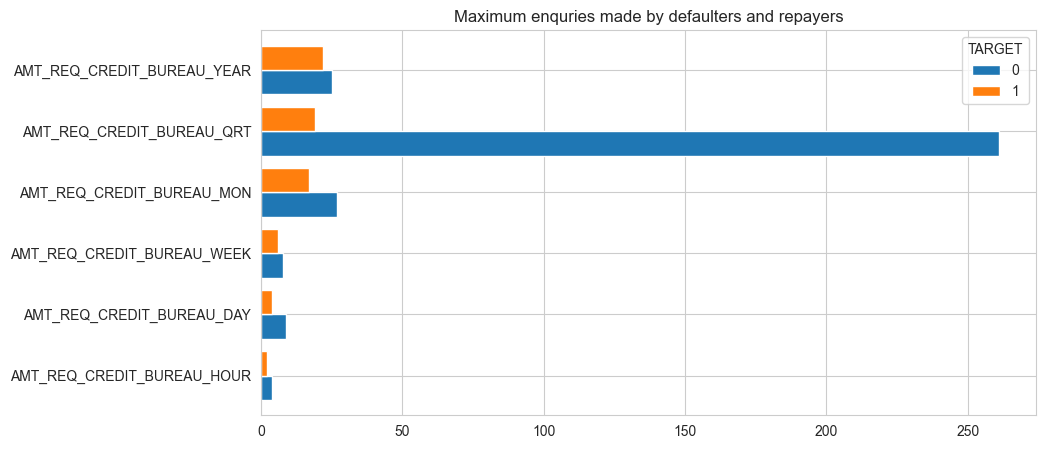 Maximum enquries made by defaulters and repayers
TARGET
0
1
AMT_REQ_CREDIT_BUREAU_YEAR
AMT_REQ_CREDIT_BUREAU_QRT
AMT_REQ_CREDIT_BUREAU_MON
AMT_REQ_CREDIT_BUREAU_WEEK
AMT_REQ_CREDIT_BUREAU_DAY
AMT_REQ_CREDIT_BUREAU_HOUR
0 50 100 150 200 250